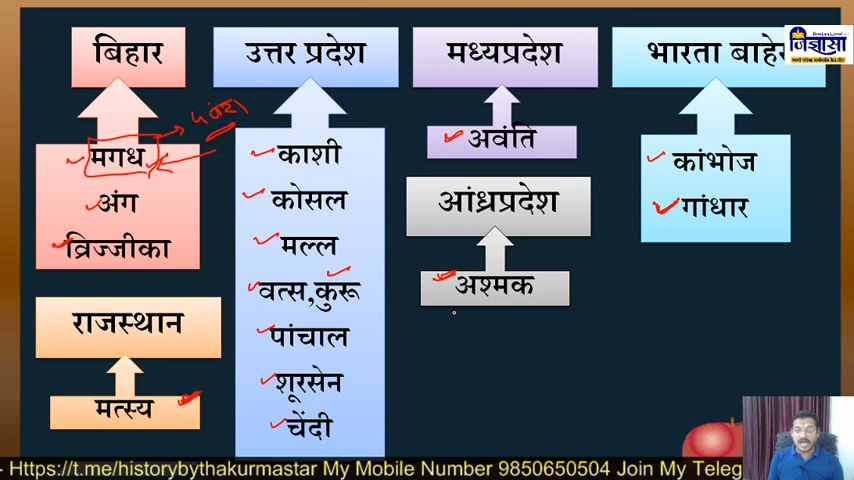 बिहार
मगध
अंग
व्रिज्जीका
४ वंश
राजस्थान
मत्स्य
उत्तर प्रदेश
काशी
कोसल
मल्ल
वत्स,कुरू
पांचाल
शूरसेन
चेंदी
मध्यप्रदेश
अवंति
आंध्रप्रदेश
अश्मक
भारता बाहे
कांभोज
गांधार
जिज्ञासा
- Https://t.me/historybythakurmastar My Mobile Number 9850650504 Join My Teleg